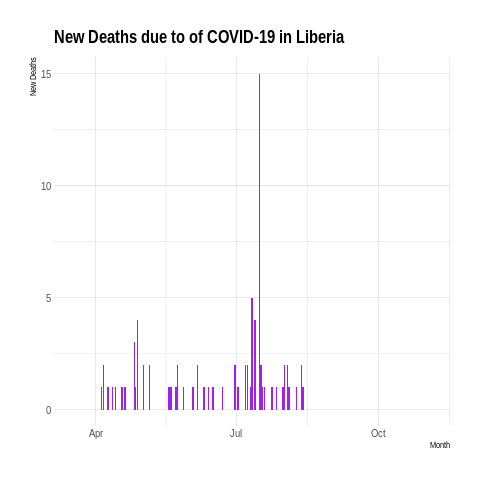 New Deaths due to of COVID-19 in Liberia
New Deaths
15
10
5
0
Apr
Jul
Oct
Month